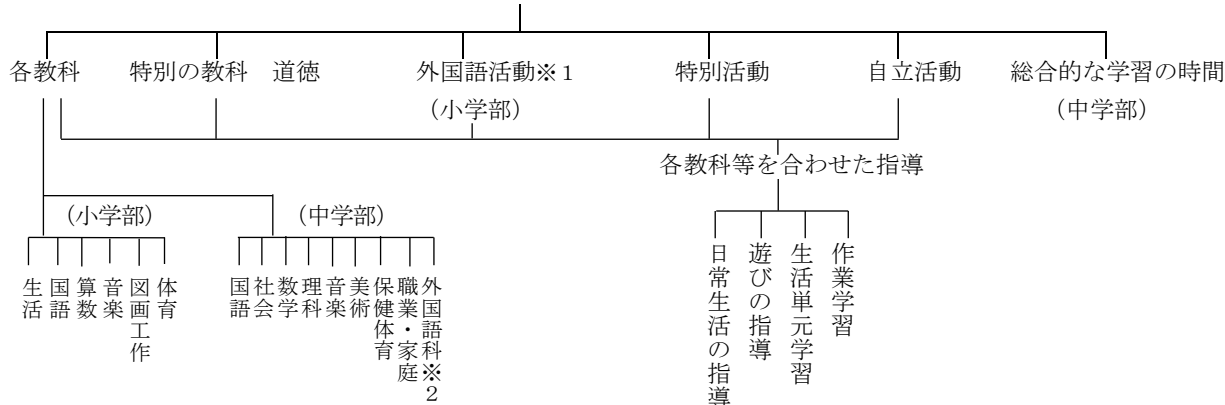 各教科
特別の教科 道徳
外国語活動※1
(小学部)
特別活動
自立活動
総合的な学習の時間
(中学部)
各教科等を合わせた指導
(小学部)
生活
国語
算数
音楽
図画工作
体育
(中学部)
国語
社会
数学
理科
音楽
美術
保健体育
職業・家庭
外国語科※2
日常生活の指導
遊びの指導
生活単元学習
作業学習